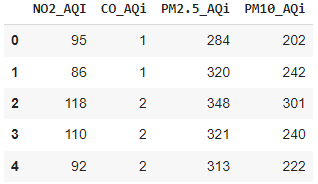 NO2_AQI CO_AQi PM2.5_AQi PM10_AQi
0 95 1 284 202
1 86 1 320 242
2 118 2 348 301
3 110 2 321 240
4 92 2 313 222